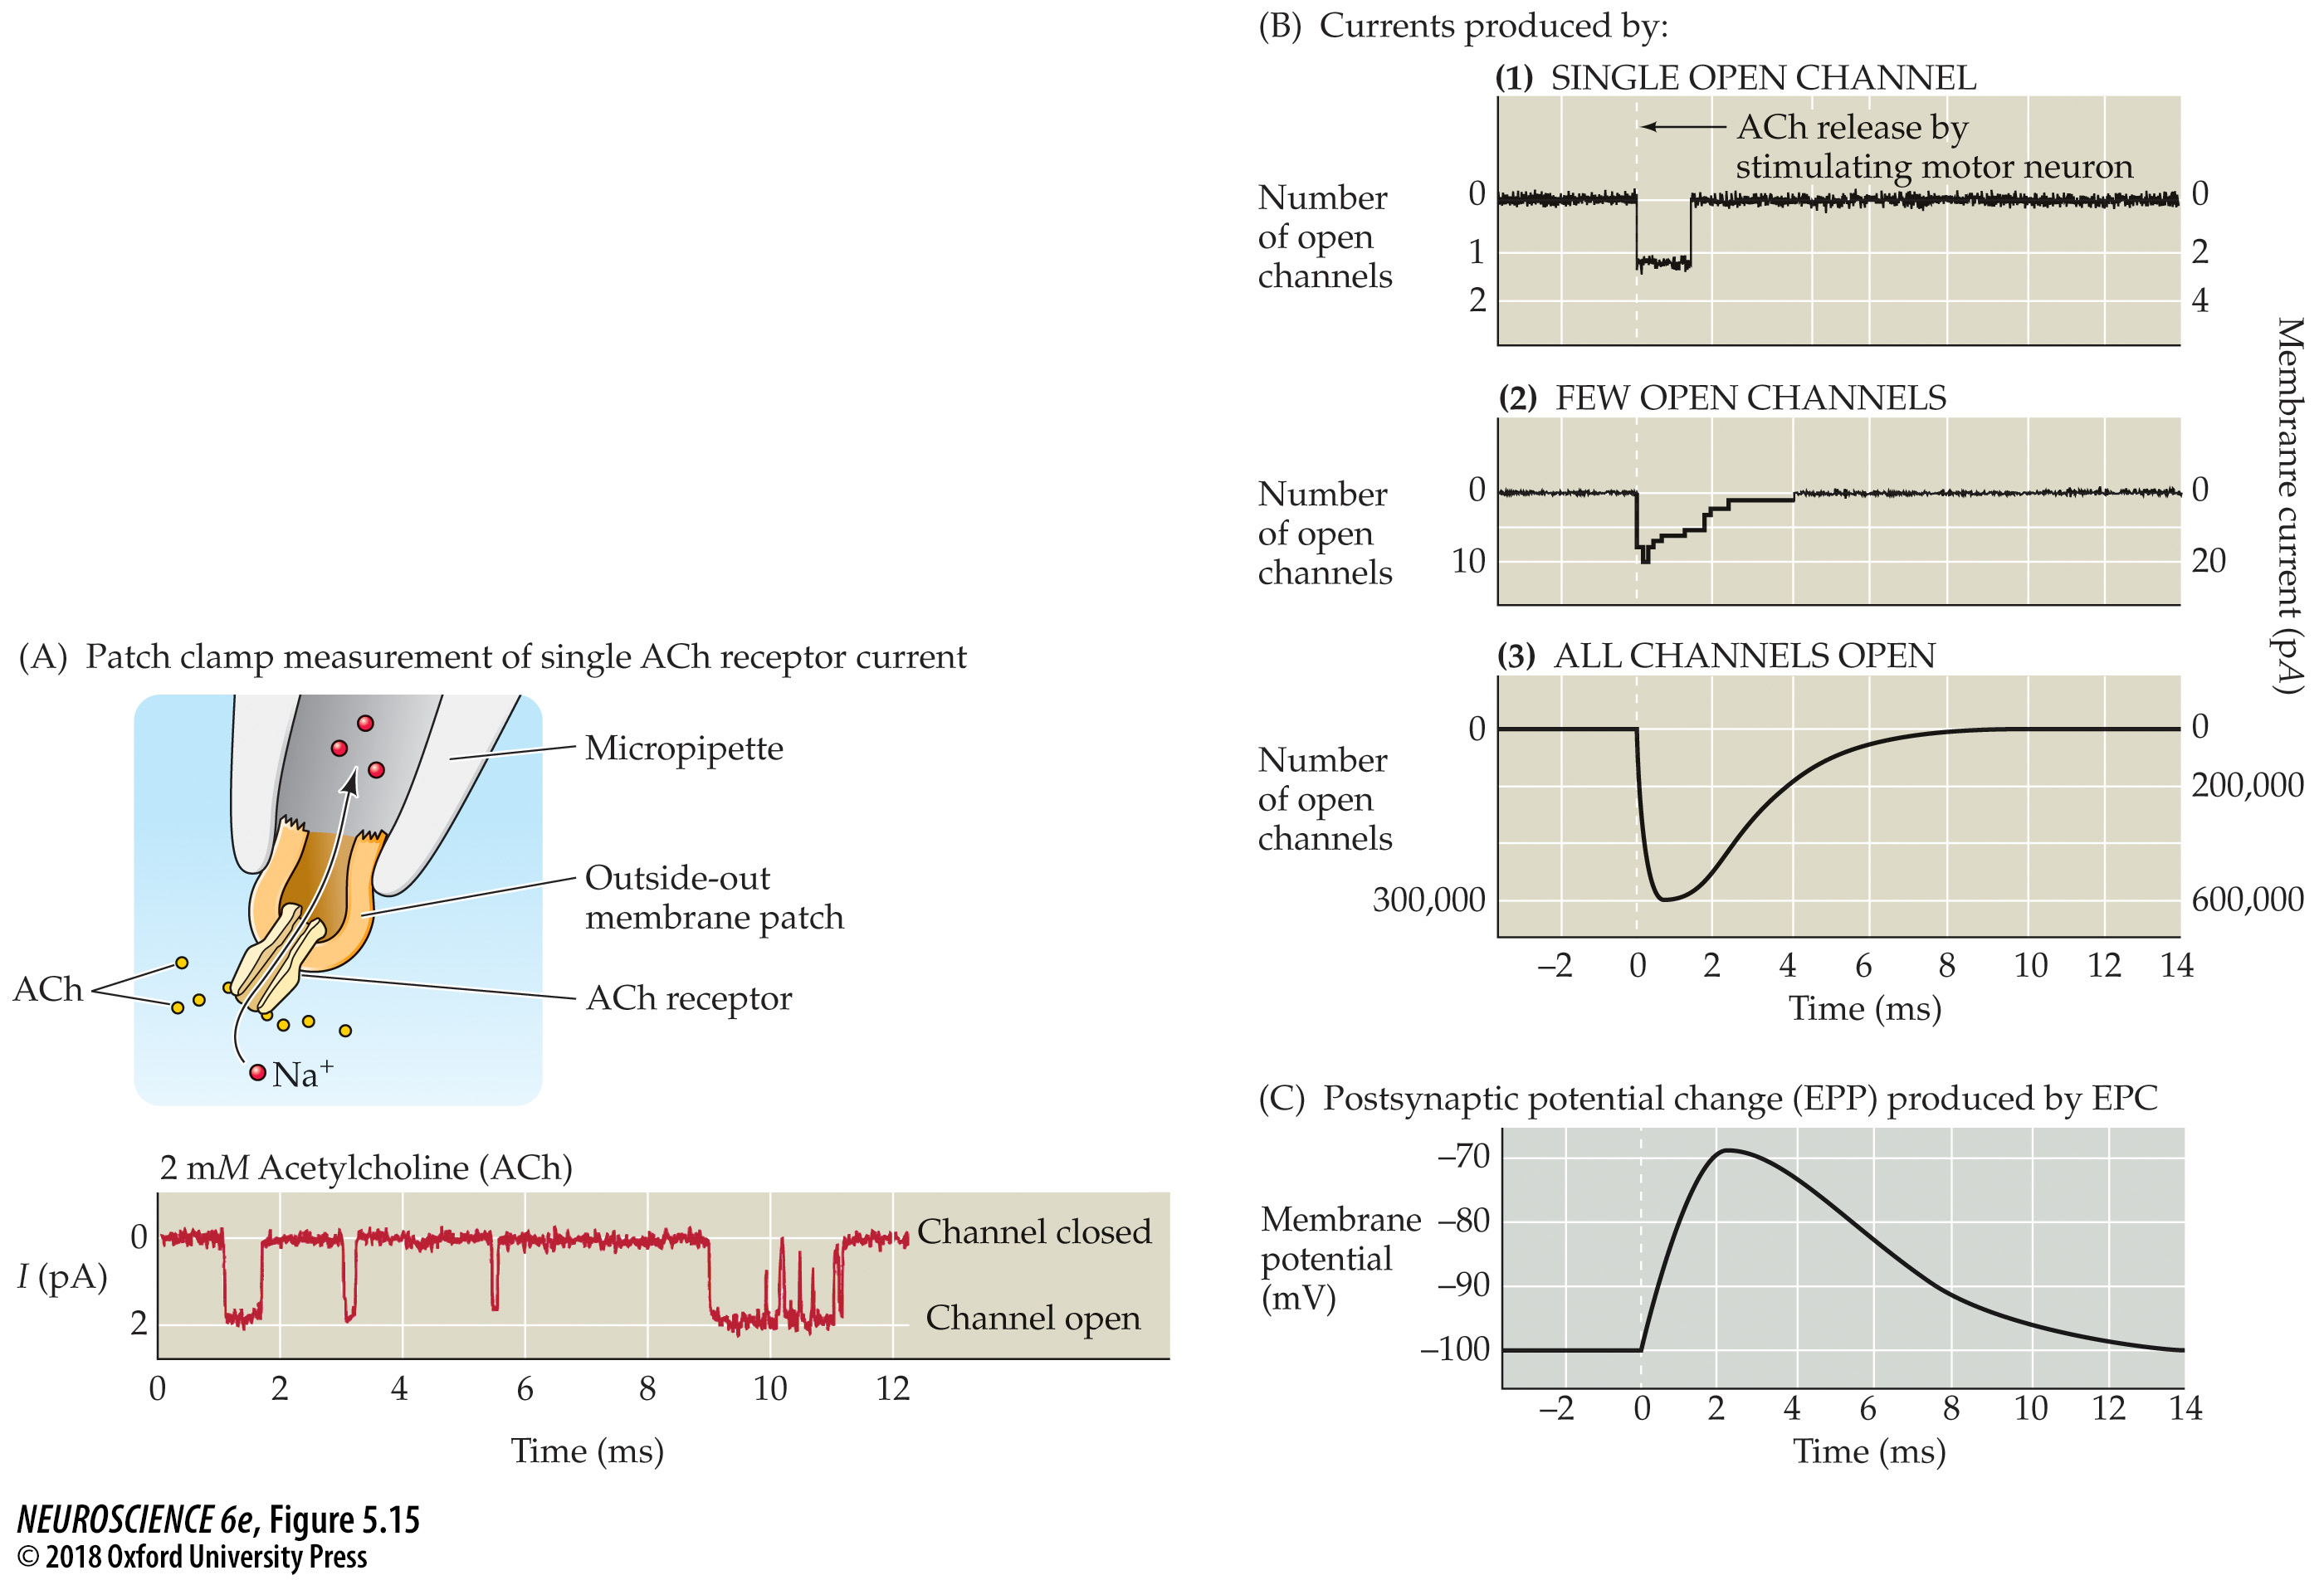 (A) Patch clamp measurement of single ACh receptor current
Micropipette
Outside-out
membrane patch
ACh
ACh receptor
Na+
2 mM Acetylcholine (ACh)
0
Channel closed
I (pA)
2
Channel open
0 2 4 6 8 10 12
Time (ms)
(B) Currents produced by:
(1) SINGLE OPEN CHANNEL
ACh release by
stimulating motor neuron
Number
of open
channels
0
1
2
0
2
4
(2) FEW OPEN CHANNELS
Number
of open
channels
0
10
0
20
(3) ALL CHANNELS OPEN
Number
of open
channels
0
300,000
0
200,000
600,000
Membranre current (pA)
−2 0 2 4 6 8 10 12 14
Time (ms)
(C) Postsynaptic potential change (EPP) produced by EPC
Membrane
potential
(mV)
−70
−80
−90
−100
−2 0 2 4 6 8 10 12 14
Time (ms)
NEUROSCIENCE 6e, Figure 5.15
© 2018 Oxford University Press